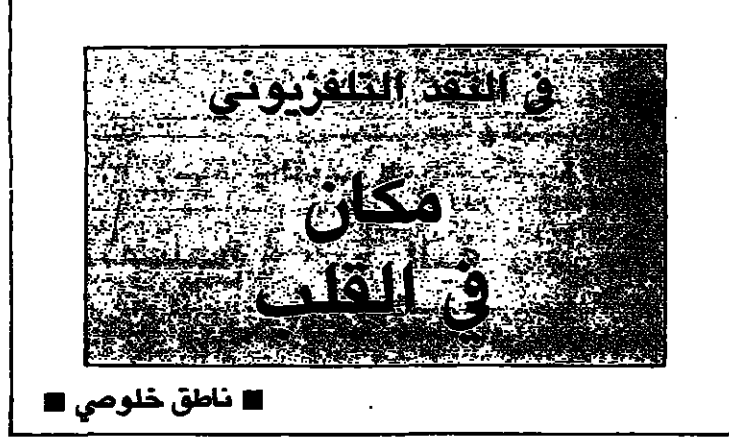 في النقد التلفزيوني
مكان
في القلب
■ ناطق خلوصي ■